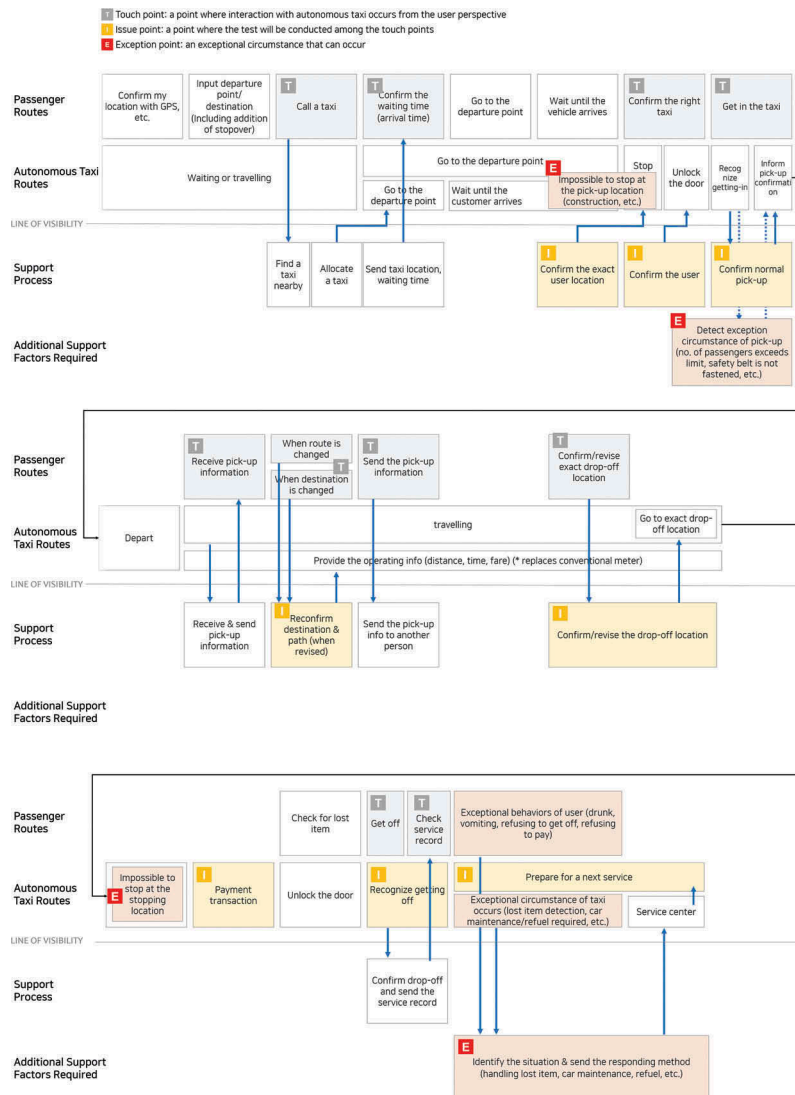 T Touch point: a point where interaction with autonomous taxi occurs from the user perspective
I Issue point: a point where the test will be conducted among the touch points
E Exception point: an exceptional circumstance that can occur
Passenger
Routes
Confirm my
location with GPS,
etc.
Input departure
point/
destination
(Including addition
of stopover)
T
Call a taxi
T
Confirm the
waiting time
(arrival time)
Go to the
departure point
Wait until the
vehicle arrives
T
Confirm the right
taxi
T
Get in the taxi
Autonomous Taxi
Routes
Waiting or travelling
Go to the departure point
Go to the
departure point
Wait until the
customer arrives
E
Impossible to stop at
the pick-up location
(construction, etc.)
Stop
Unlock
the door
Recog
nize
getting-in
Inform
pick-up
confirmati
on
LINE OF VISIBILITY
Support
Process
Find a
taxi
nearby
Allocate
a taxi
Send taxi location,
waiting time
I
Confirm the exact
user location
I
Confirm the user
I
Confirm normal
pick-up
Additional Support
Factors Required
E
Detect exception
circumstance of pick-up
(no. of passengers exceeds
limit, safety belt is not
fastened, etc.)
Passenger
Routes
T
Receive pick-up
information
T
When route is
changed
T
When destination
is changed
T
Send the pick-up
information
T
Confirm/revise
exact drop-off
location
Autonomous
Taxi Routes
Depart
travelling
Go to exact drop-
off location
Provide the operating info (distance, time, fare) (* replaces conventional meter)
LINE OF VISIBILITY
Support
Process
Receive & send
pick-up
information
I
Reconfirm
destination &
path (when
revised)
Send the pick-up
info to another
person
I
Confirm/revise the drop-off location
Additional Support
Factors Required
Passenger
Routes
Check for lost
item
T
Get off
T
Check
service
record
Exceptional behaviors of user (drunk,
vomiting, refusing to get off, refusing
to pay)
Autonomous
Taxi Routes
E
Impossible to
stop at the
stopping
location
I
Payment
transaction
Unlock the door
I
Recognize getting
off
I
Prepare for a next service
Exceptional circumstance of taxi
occurs (lost item detection, car
maintenance/refuel required, etc.)
Service center
LINE OF VISIBILITY
Support
Process
Confirm drop-off
and send the
service record
Additional Support
Factors Required
E
Identify the situation & send the responding method
(handling lost item, car maintenance, refuel, etc.)